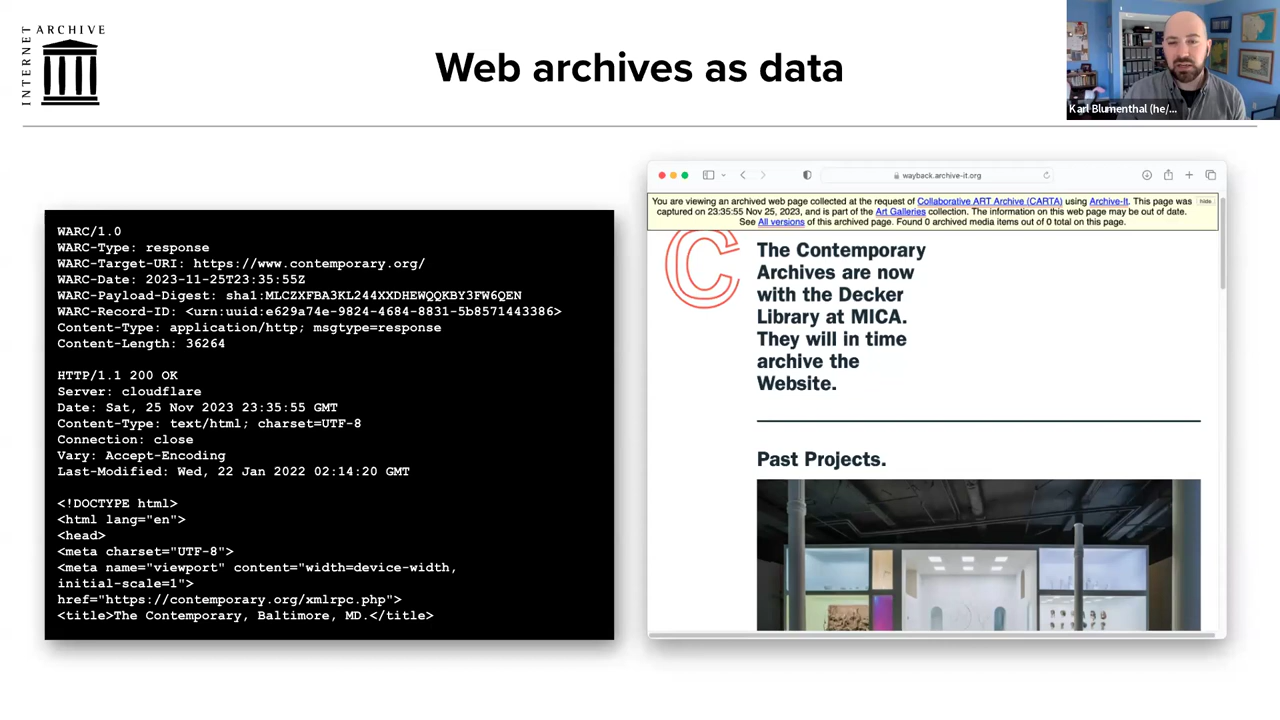 INTERNET ARCHIVE
Web archives as data
Karl Blumenthal (he/...
WARC/1.0
WARC-Type: response
WARC-Target-URI: https://www.contemporary.org/
WARC-Date: 2023-11-25T23:35:55Z
WARC-Payload-Digest: sha1:MLCZXFBA3KL244XXDHEWQQKBY3FW6QEN
WARC-Record-ID: <urn:uuid:e629a74e-9824-4684-8831-5b8571443386>
Content-Type: application/http; msgtype=response
Content-Length: 36264
HTTP/1.1 200 OK
Server: cloudflare
Date: Sat, 25 Nov 2023 23:35:55 GMT
Content-Type: text/html; charset=UTF-8
Connection: close
Vary: Accept-Encoding
Last-Modified: Wed, 22 Jan 2022 02:14:20 GMT
<!DOCTYPE html>
<html lang="en">
<head>
<meta charset="UTF-8">
<meta name="viewport" content="width=device-width,
initial-scale=1">
href="https://contemporary.org/xmlrpc.php">
<title>The Contemporary, Baltimore, MD.</title>
wayback.archive-it.org
You are viewing an archived web page collected at the request of Collaborative ART Archive (CARTA) using Archive-It. This page was
hide
captured on 23:35:55 Nov 25, 2023, and is part of the Art Galleries collection. The information on this web page may be out of date.
See All versions of this archived page. Found 0 archived media items out of 0 total on this page.
C
The Contemporary
Archives are now
with the Decker
Library at MICA.
They will in time
archive the
Website.
Past Projects.